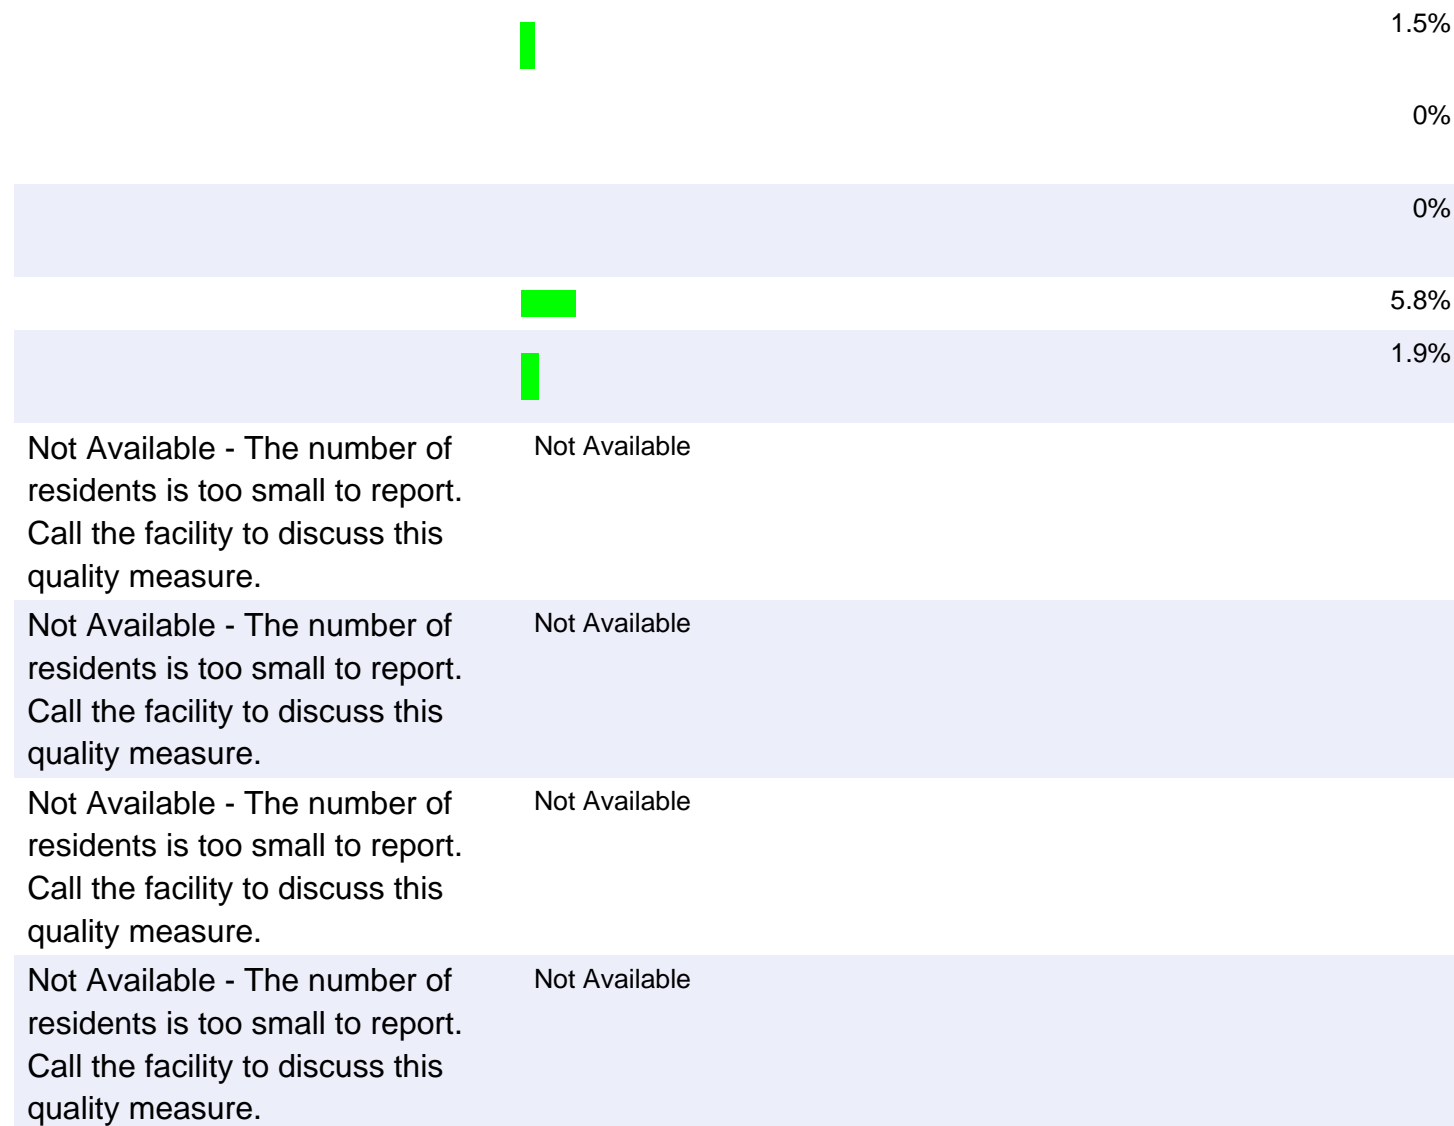 1.5%
0%
0%
5.8%
1.9%
Not Available - The number of
Not Available
residents is too small to report.
Call the facility to discuss this
quality measure.
Not Available - The number of
Not Available
residents is too small to report.
Call the facility to discuss this
quality measure.
Not Available - The number of
Not Available
residents is too small to report.
Call the facility to discuss this
quality measure.
Not Available - The number of
Not Available
residents is too small to report.
Call the facility to discuss this
quality measure.